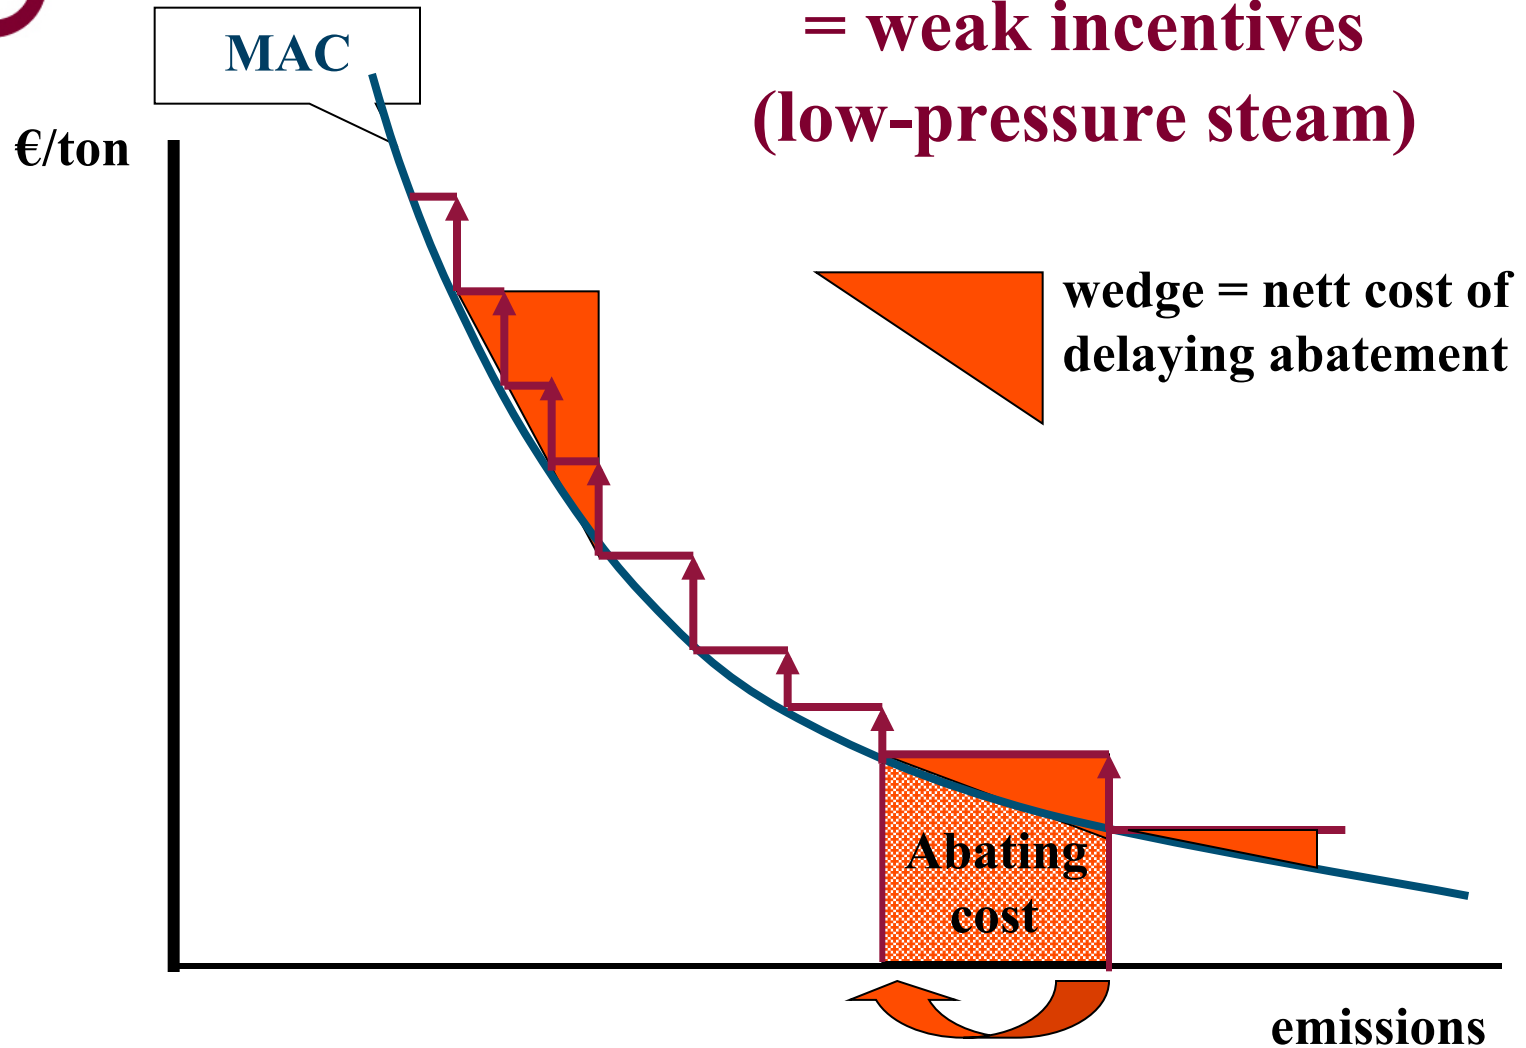 = weak incentives
(low-pressure steam)
MAC
€/ton
wedge = nett cost of
delaying abatement
Abating
cost
emissions